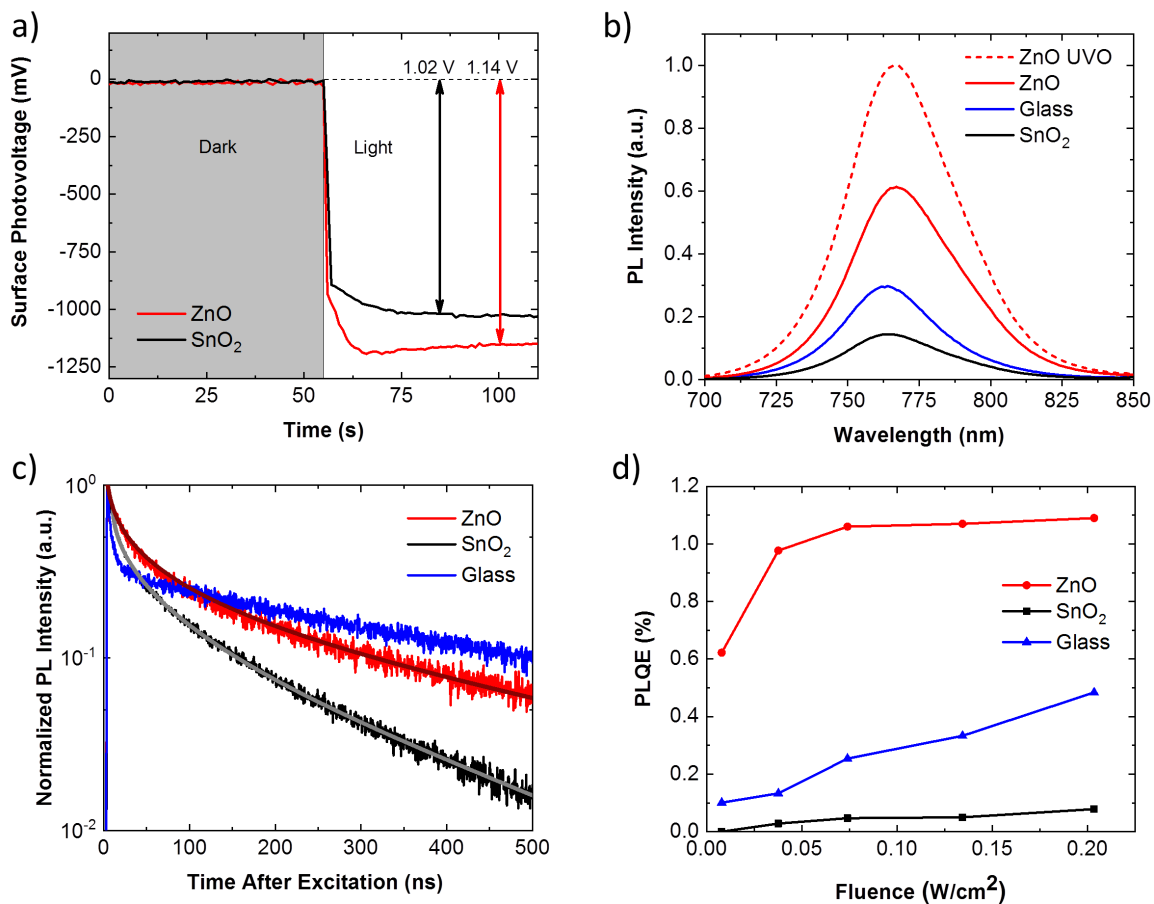 a)
Surface Photovoltage (mV)
0
-250
-500
-750
-1000
-1250
1.02 V 1.14 V
Dark
Light
ZnO
SnO₂
0 25 50 75 100
Time (s)
b)
PL Intensity (a.u.)
1.0
0.8
0.6
0.4
0.2
0.0
ZnO UVO
ZnO
Glass
SnO₂
700 725 750 775 800 825 850
Wavelength (nm)
c)
Normalized PL Intensity (a.u.)
10⁰
10⁻¹
10⁻²
ZnO
SnO₂
Glass
0 100 200 300 400 500
Time After Excitation (ns)
d)
PLQE (%)
1.2
1.0
0.8
0.6
0.4
0.2
0.0
ZnO
SnO₂
Glass
0.00 0.05 0.10 0.15 0.20
Fluence (W/cm²)